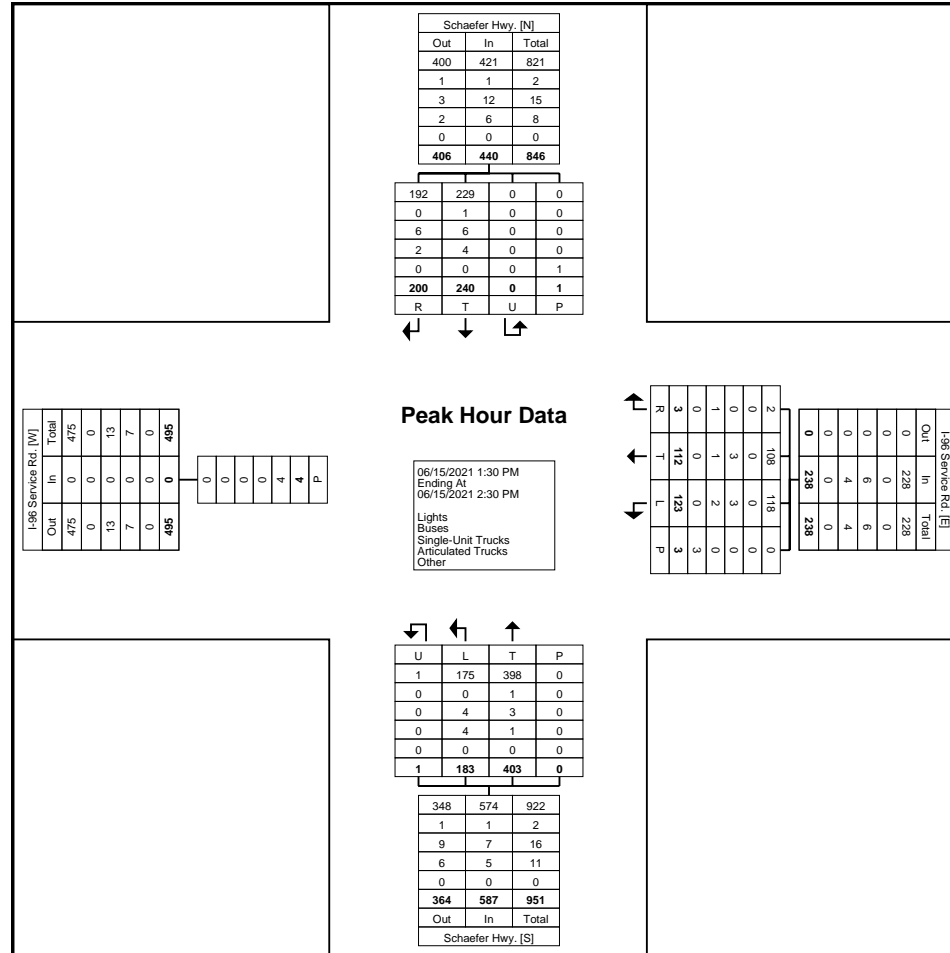 Schaefer Hwy. [N]
Out In Total
400 421 821
1 1 2
3 12 15
2 6 8
0 0 0
406 440 846
192 229 0 0
0 1 0 0
6 6 0 0
2 4 0 0
0 0 0 1
200 240 0 1
R T U P
I-96 Service Rd. [W]
Out In Total
475 0 475
0 0 0
13 0 13
7 0 7
0 0 0
495 0 495
0
0
0
0
4
4
P
Peak Hour Data
06/15/2021 1:30 PM
Ending At
06/15/2021 2:30 PM
Lights
Buses
Single-Unit Trucks
Articulated Trucks
Other
I-96 Service Rd. [E]
Out In Total
0 228 228
0 0 0
0 6 6
0 4 4
0 0 0
0 238 238
2 108 118 0
0 0 0 0
0 3 3 0
1 1 2 0
0 0 0 3
3 112 123 3
R T L P
U L T P
1 175 398 0
0 0 1 0
0 4 3 0
0 4 1 0
0 0 0 0
1 183 403 0
348 574 922
1 1 2
9 7 16
6 5 11
0 0 0
364 587 951
Out In Total
Schaefer Hwy. [S]